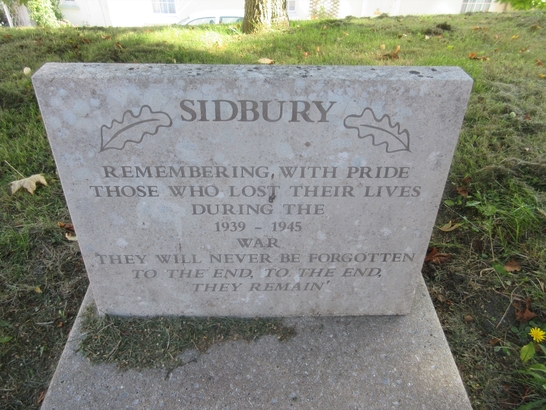 SIDBURY
REMEMBERING, WITH PRIDE
THOSE WHO LOST THEIR LIVES
DURING THE
1939 - 1945
WAR
THEY WILL NEVER BE FORGOTTEN
TO THE END, TO THE END,
THEY REMAIN'